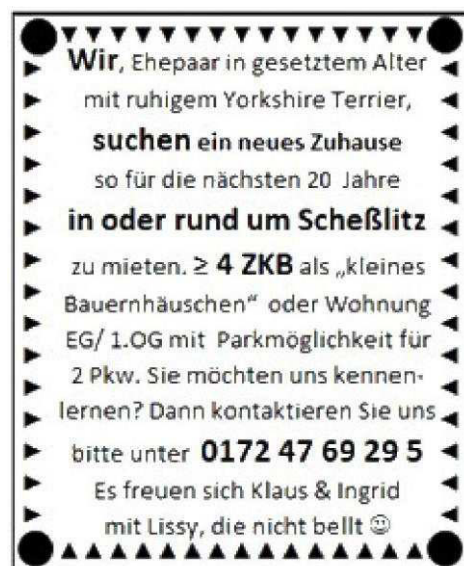 Wir, Ehepaar in gesetztem Alter
mit ruhigem Yorkshire Terrier,
suchen ein neues Zuhause
so für die nächsten 20 Jahre
in oder rund um Scheßlitz
zu mieten. ≥ 4 ZKB als „kleines
Bauernhäuschen“ oder Wohnung
EG/ 1.OG mit Parkmöglichkeit für
2 Pkw. Sie möchten uns kennen-
lernen? Dann kontaktieren Sie uns
bitte unter 0172 47 69 29 5
Es freuen sich Klaus & Ingrid
mit Lissy, die nicht bellt ☺